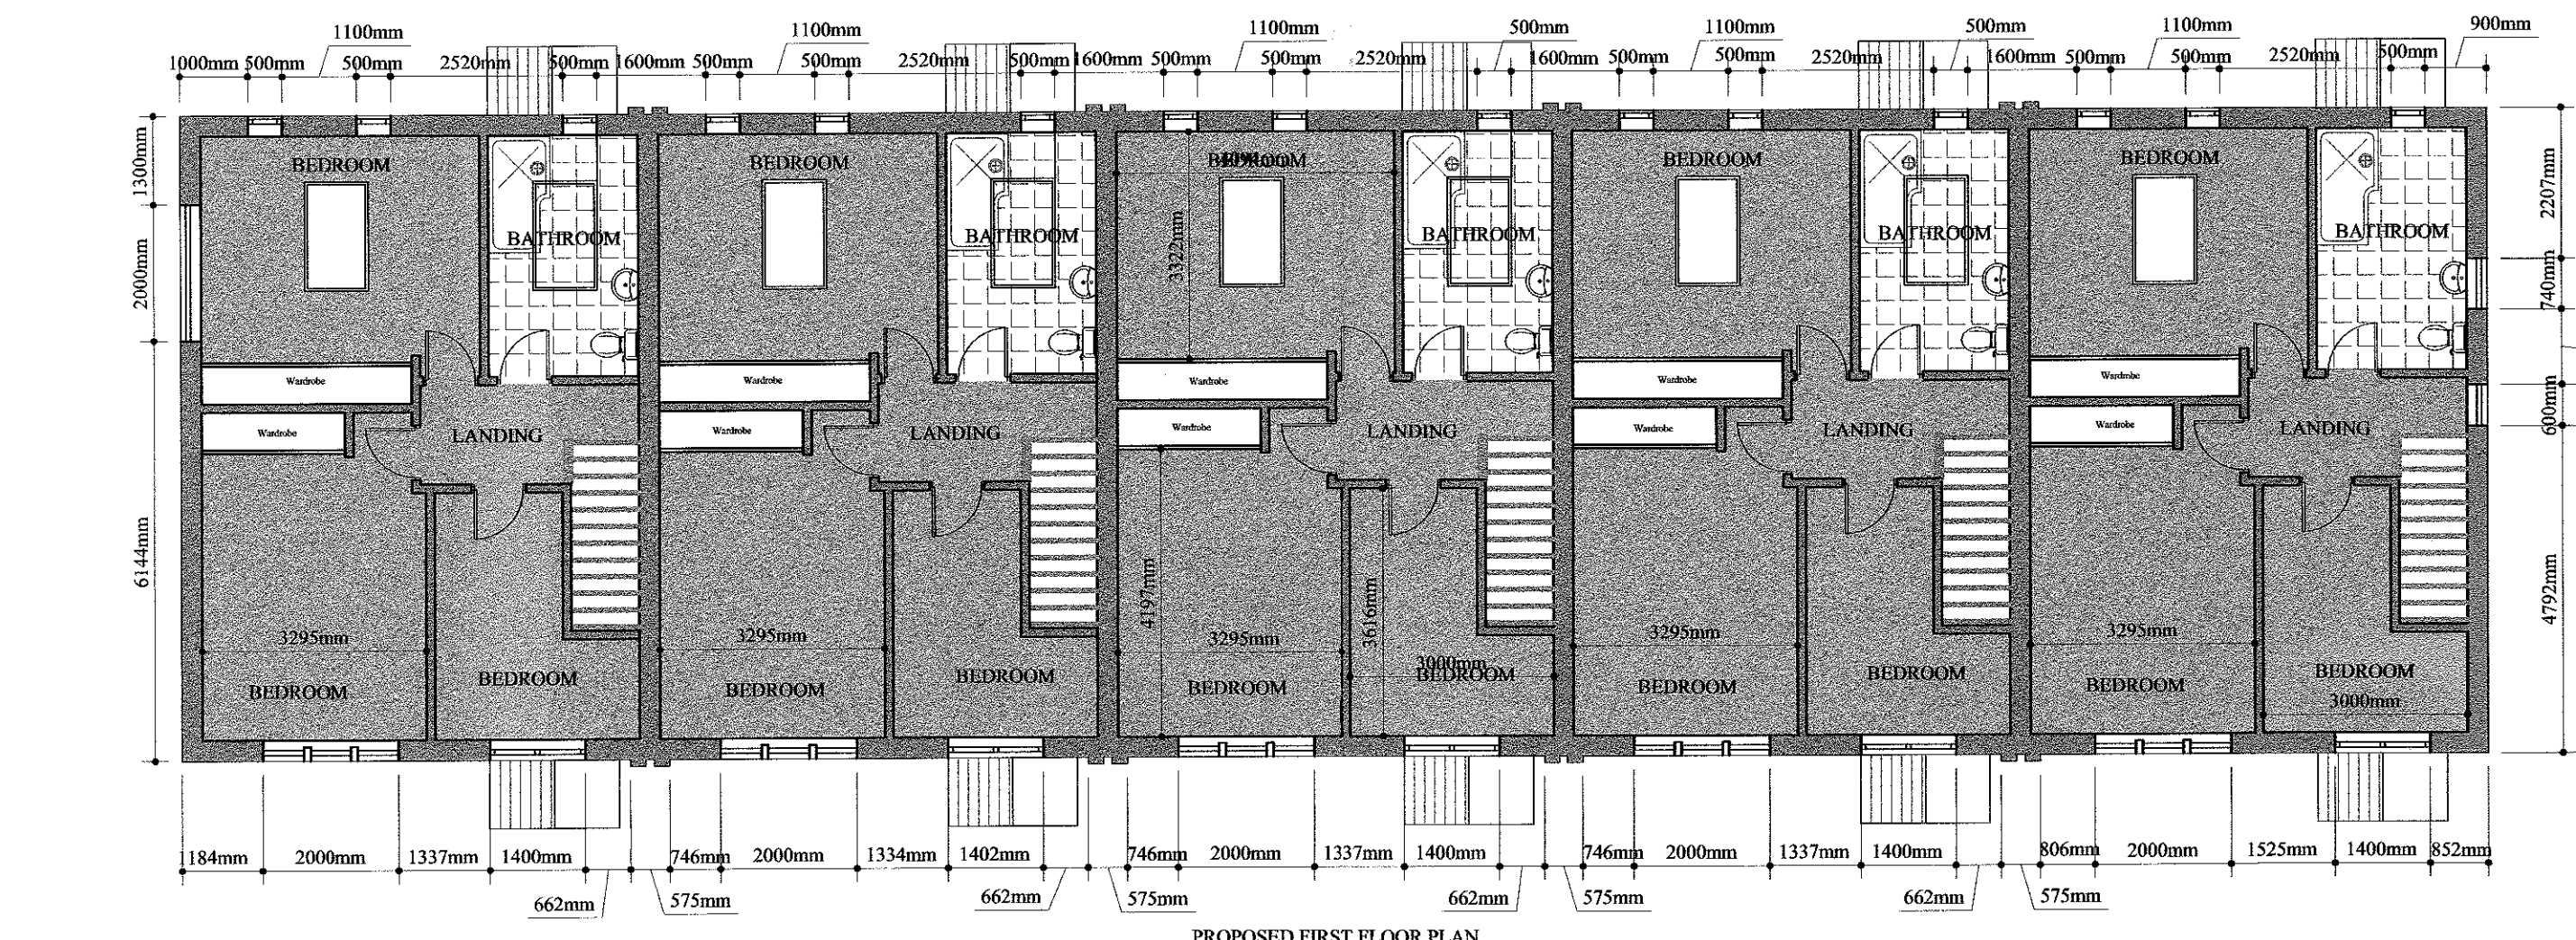 1100mm 1100mm 1100mm 500mm 1100mm 500mm 1100mm 900mm
1000mm 500mm 500mm 2520mm 500mm 1600mm 500mm 500mm 2520mm 500mm 1600mm 500mm 500mm 2520mm 1600mm 500mm 500mm 2520mm 1600mm 500mm 500mm 2520mm 500mm
1300mm
2000mm
6144mm
BEDROOM BEDROOM BEDROOM BEDROOM BEDROOM
3322mm
BATHROOM BATHROOM BATHROOM BATHROOM BATHROOM
2207mm
740mm
600mm
4792mm
Wardrobe Wardrobe Wardrobe Wardrobe Wardrobe
Wardrobe Wardrobe Wardrobe Wardrobe Wardrobe
LANDING LANDING LANDING LANDING LANDING
4197mm
3616mm
3295mm 3295mm 3295mm 3295mm 3295mm
3000mm
BEDROOM BEDROOM BEDROOM BEDROOM BEDROOM
BEDROOM BEDROOM BEDROOM BEDROOM BEDROOM
3000mm
1184mm 2000mm 1337mm 1400mm 746mm 2000mm 1334mm 1402mm 746mm 2000mm 1337mm 1400mm 746mm 2000mm 1337mm 1400mm 806mm 2000mm 1525mm 1400mm 852mm
662mm 575mm 662mm 575mm 662mm 575mm 662mm 575mm
PROPOSED FIRST FLOOR PLAN